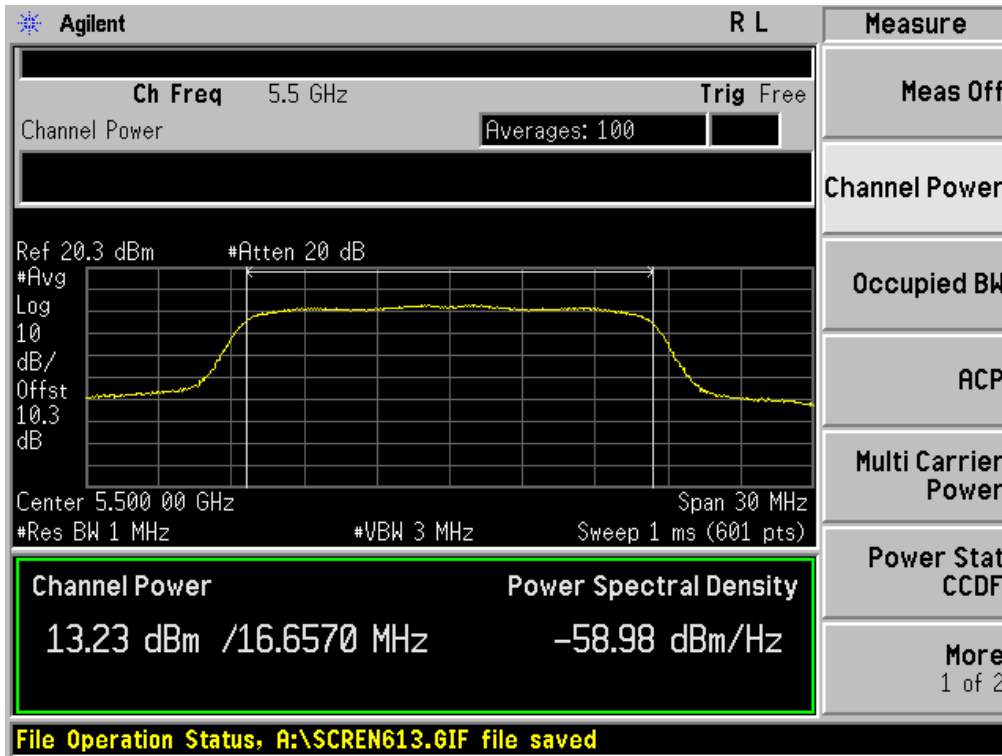 Agilent R L
Ch Freq 5.5 GHz Trig Free
Channel Power Averages: 100
Ref 20.3 dBm #Atten 20 dB
#Avg
Log
10
dB/
Offst
10.3
dB
Center 5.500 00 GHz Span 30 MHz
#Res BW 1 MHz #VBW 3 MHz Sweep 1 ms (601 pts)
Channel Power Power Spectral Density
13.23 dBm /16.6570 MHz -58.98 dBm/Hz
File Operation Status, A:\SCREN613.GIF file saved
Measure
Meas Off
Channel Power
Occupied BW
ACP
Multi Carrier
Power
Power Stat
CCDF
More
1 of 2